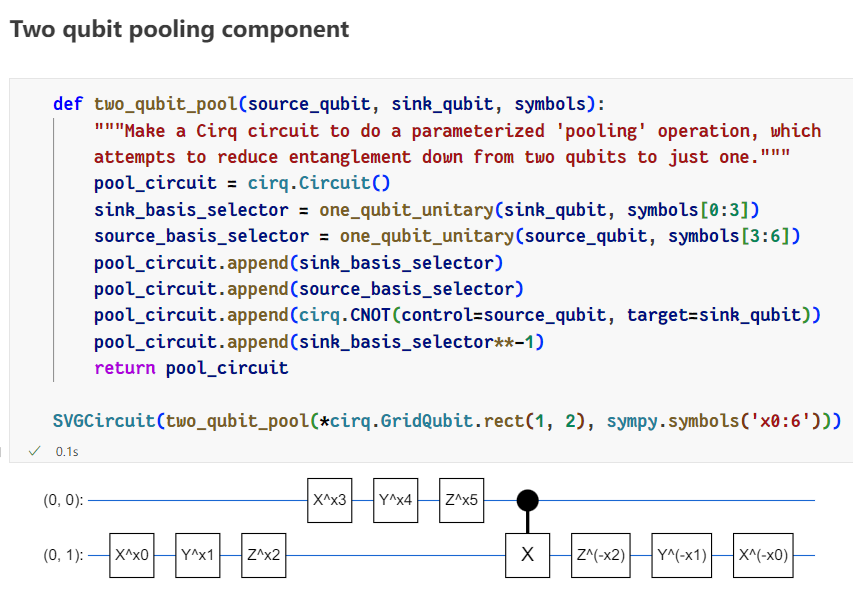 Two qubit pooling component
def two_qubit_pool(source_qubit, sink_qubit, symbols):
"""Make a Cirq circuit to do a parameterized 'pooling' operation, which
attempts to reduce entanglement down from two qubits to just one."""
pool_circuit = cirq.Circuit()
sink_basis_selector = one_qubit_unitary(sink_qubit, symbols[0:3])
source_basis_selector = one_qubit_unitary(source_qubit, symbols[3:6])
pool_circuit.append(sink_basis_selector)
pool_circuit.append(source_basis_selector)
pool_circuit.append(cirq.CNOT(control=source_qubit, target=sink_qubit))
pool_circuit.append(sink_basis_selector**-1)
return pool_circuit
SVGCircuit(two_qubit_pool(*cirq.GridQubit.rect(1, 2), sympy.symbols('x0:6')))
✓ 0.1s
(0, 0): X^x3 Y^x4 Z^x5
(0, 1): X^x0 Y^x1 Z^x2 X Z^(-x2) Y^(-x1) X^(-x0)